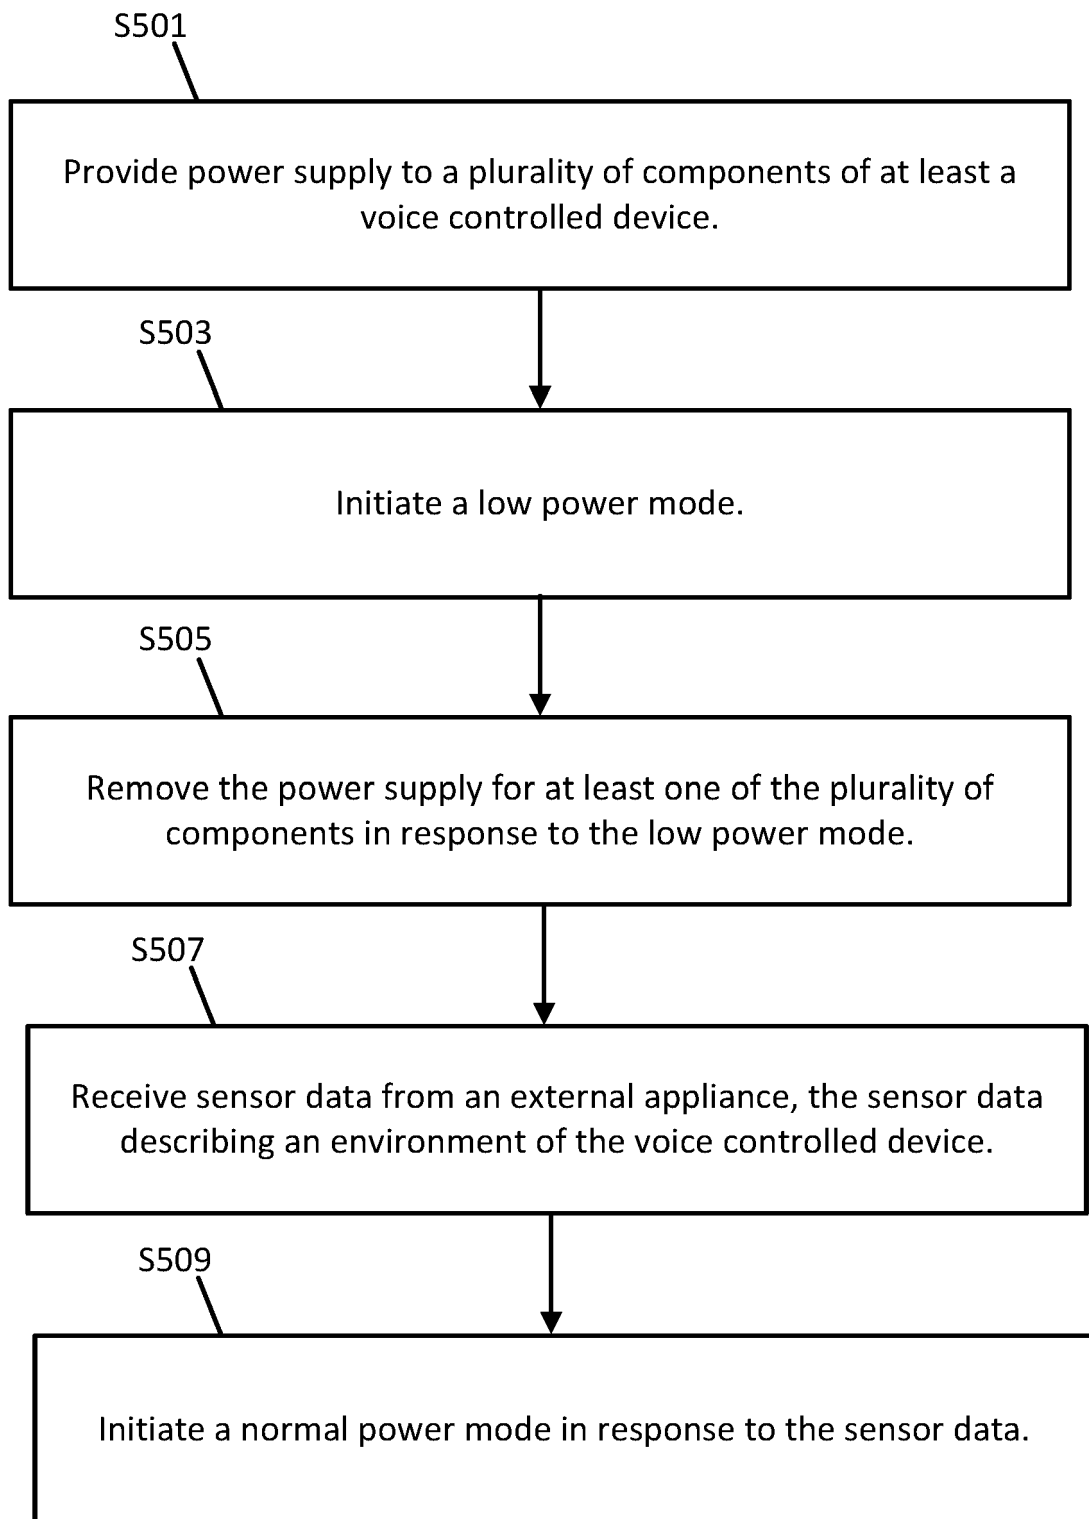 S501
Provide power supply to a plurality of components of at least a
voice controlled device.
S503
Initiate a low power mode.
S505
Remove the power supply for at least one of the plurality of
components in response to the low power mode.
S507
Receive sensor data from an external appliance, the sensor data
describing an environment of the voice controlled device.
S509
Initiate a normal power mode in response to the sensor data.